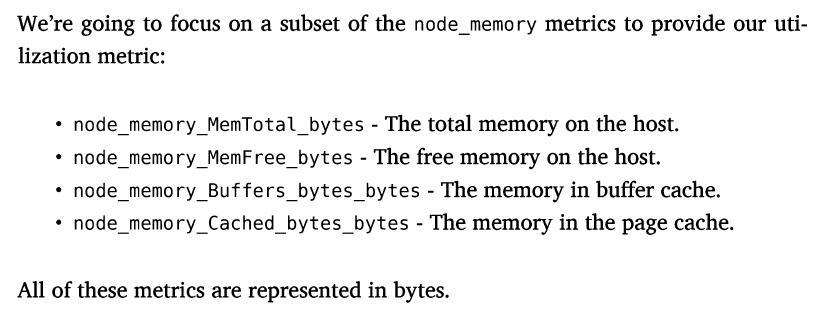 We’re going to focus on a subset of the node_memory metrics to provide our uti-
lization metric:
• node_memory_MemTotal_bytes - The total memory on the host.
• node_memory_MemFree_bytes - The free memory on the host.
• node_memory_Buffers_bytes_bytes - The memory in buffer cache.
• node_memory_Cached_bytes_bytes - The memory in the page cache.
All of these metrics are represented in bytes.